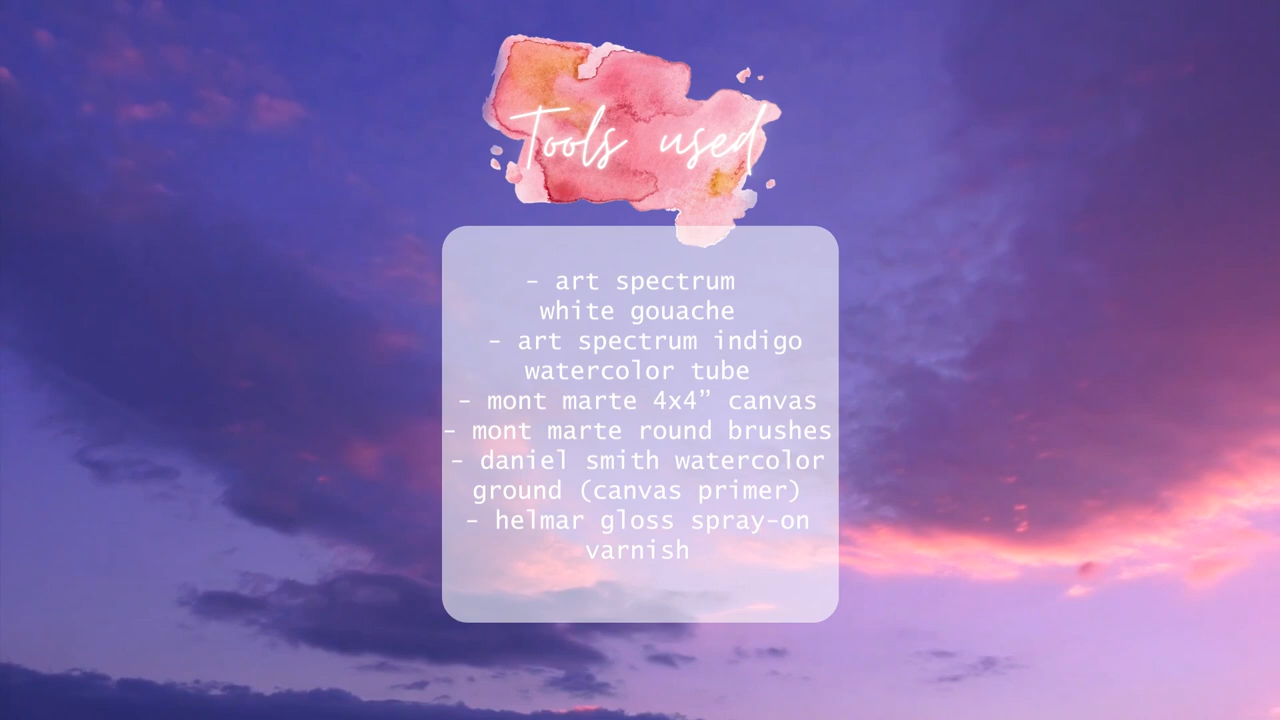 Tools used
- art spectrum
white gouache
- art spectrum indigo
watercolor tube
- mont marte 4x4” canvas
- mont marte round brushes
- daniel smith watercolor
ground (canvas primer)
- helmar gloss spray-on
varnish